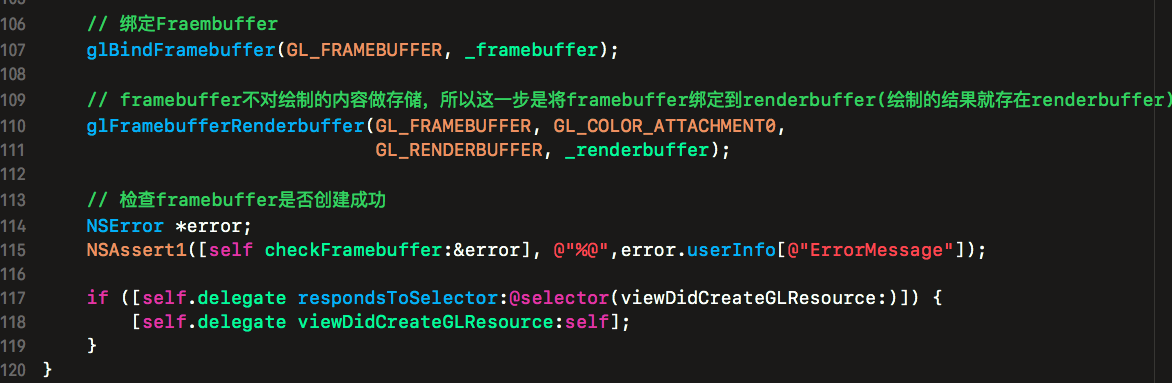 106 // 绑定Fraembuffer
107 glBindFramebuffer(GL_FRAMEBUFFER, _framebuffer);
108
109 // framebuffer不对绘制的内容做存储，所以这一步是将framebuffer绑定到renderbuffer(绘制的结果就存在renderbuffer)
110 glFramebufferRenderbuffer(GL_FRAMEBUFFER, GL_COLOR_ATTACHMENT0,
111 GL_RENDERBUFFER, _renderbuffer);
112
113 // 检查framebuffer是否创建成功
114 NSError *error;
115 NSAssert1([self checkFramebuffer:&error], @"%@",error.userInfo[@"ErrorMessage"]);
116
117 if ([self.delegate respondsToSelector:@selector(viewDidCreateGLResource:)]) {
118 [self.delegate viewDidCreateGLResource:self];
119 }
120 }